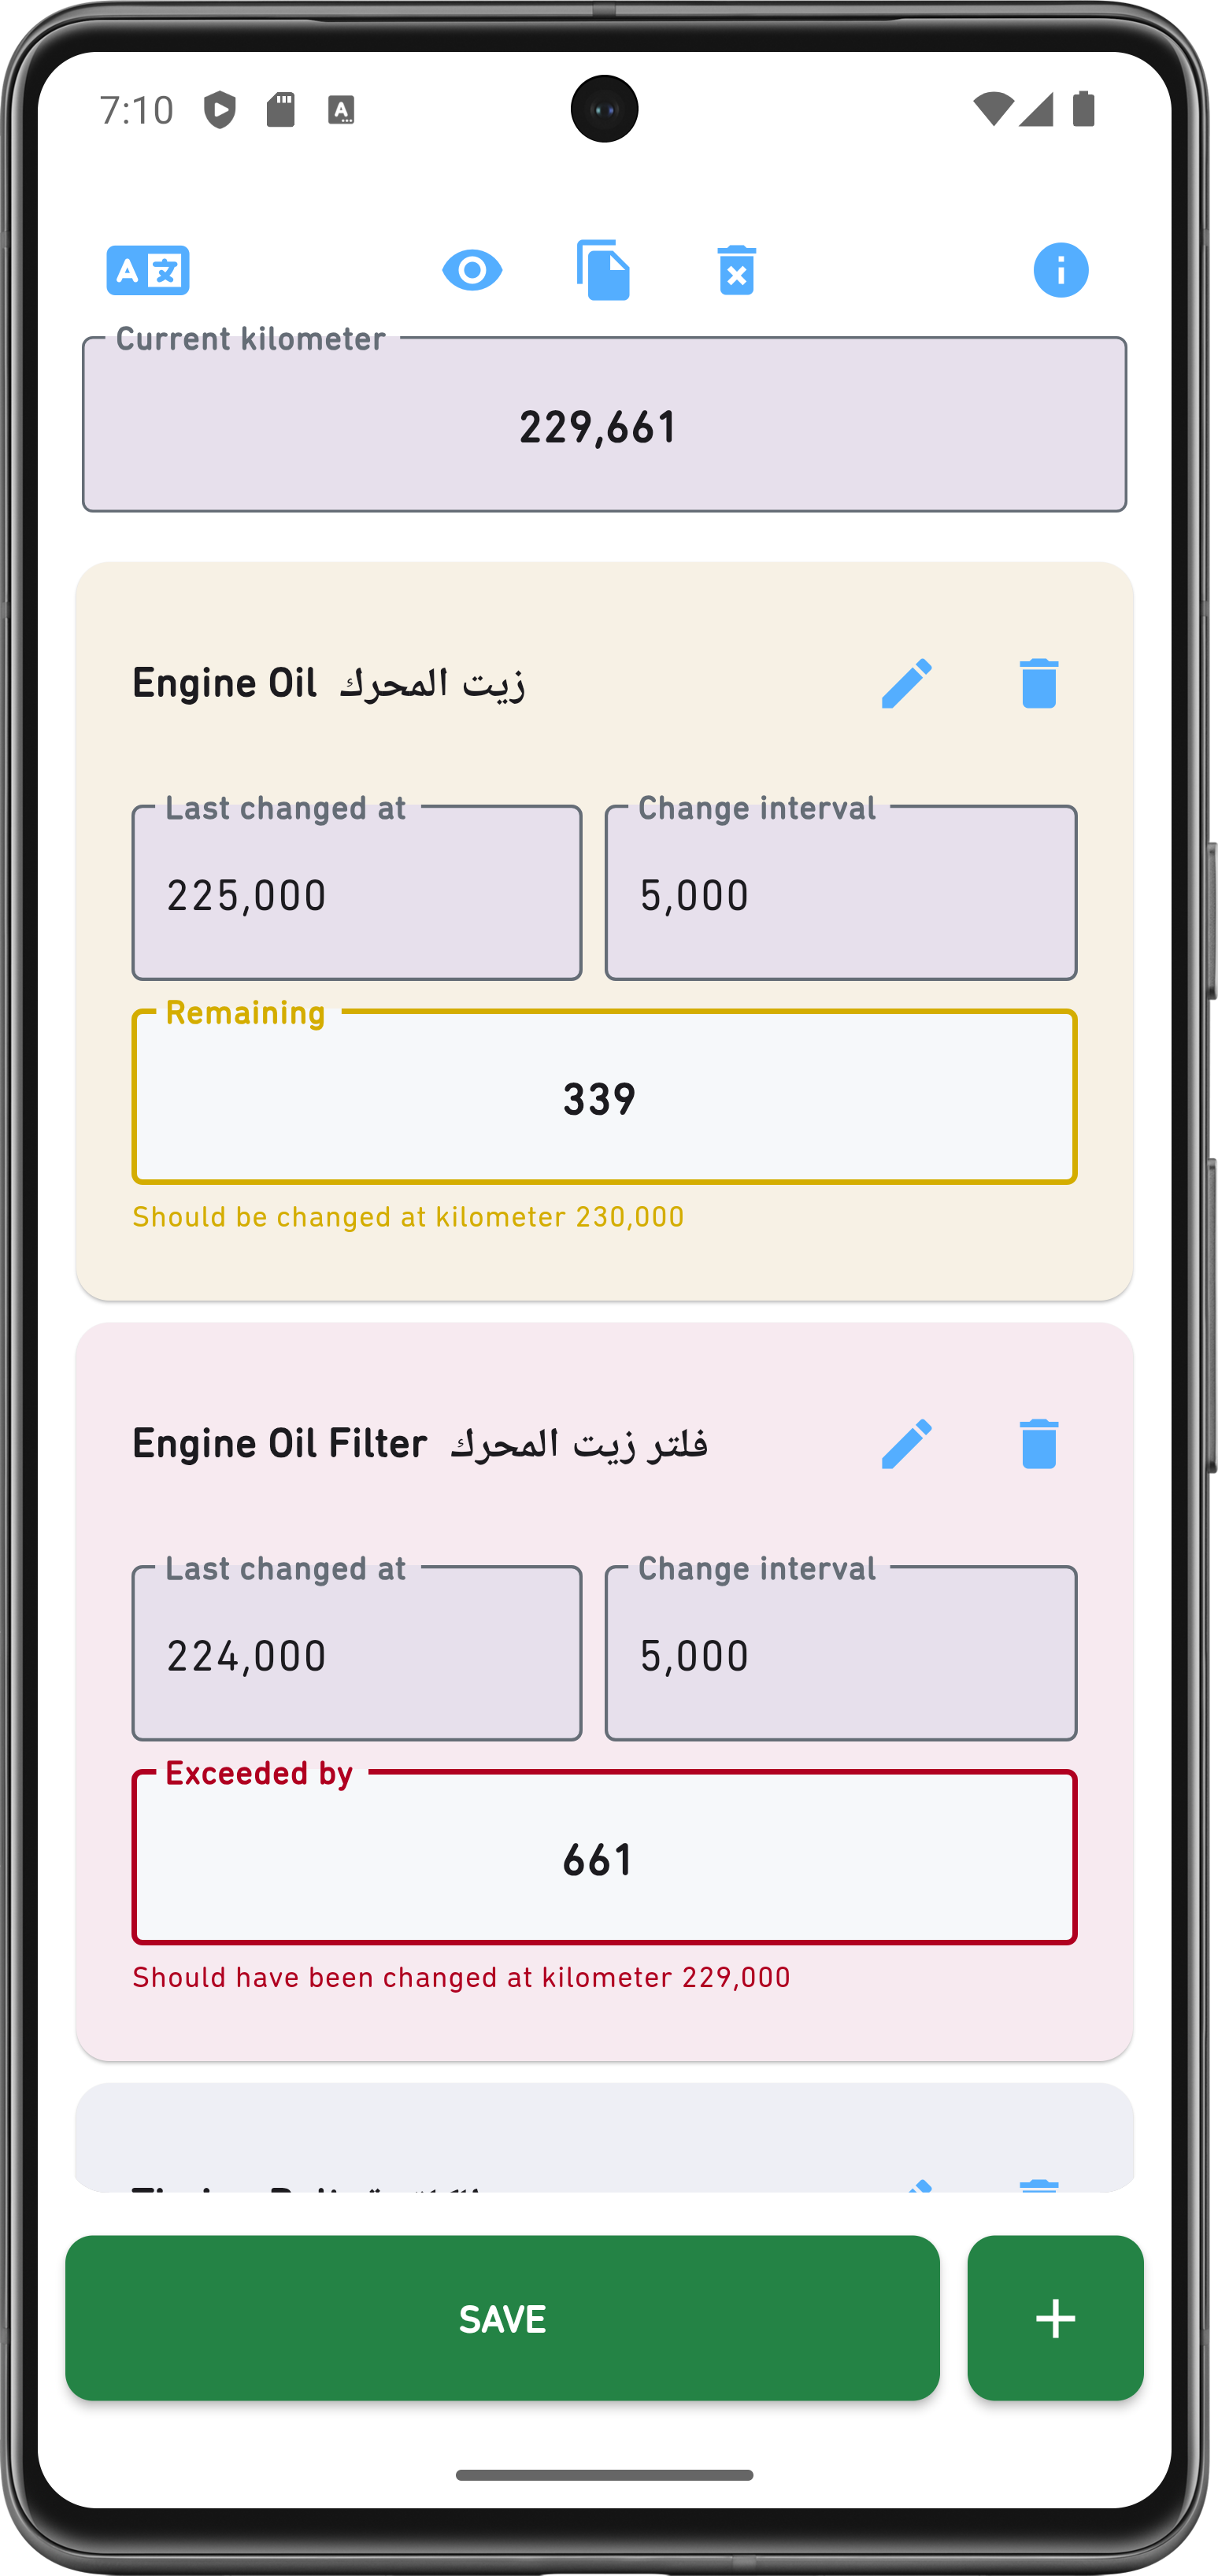 7:10
Current kilometer
229,661
Engine Oil زيت المحرك
Last changed at
Change interval
225,000
5,000
Remaining
339
Should be changed at kilometer 230,000
Engine Oil Filter فلتر زيت المحرك
Last changed at
Change interval
224,000
5,000
Exceeded by
661
Should have been changed at kilometer 229,000
SAVE